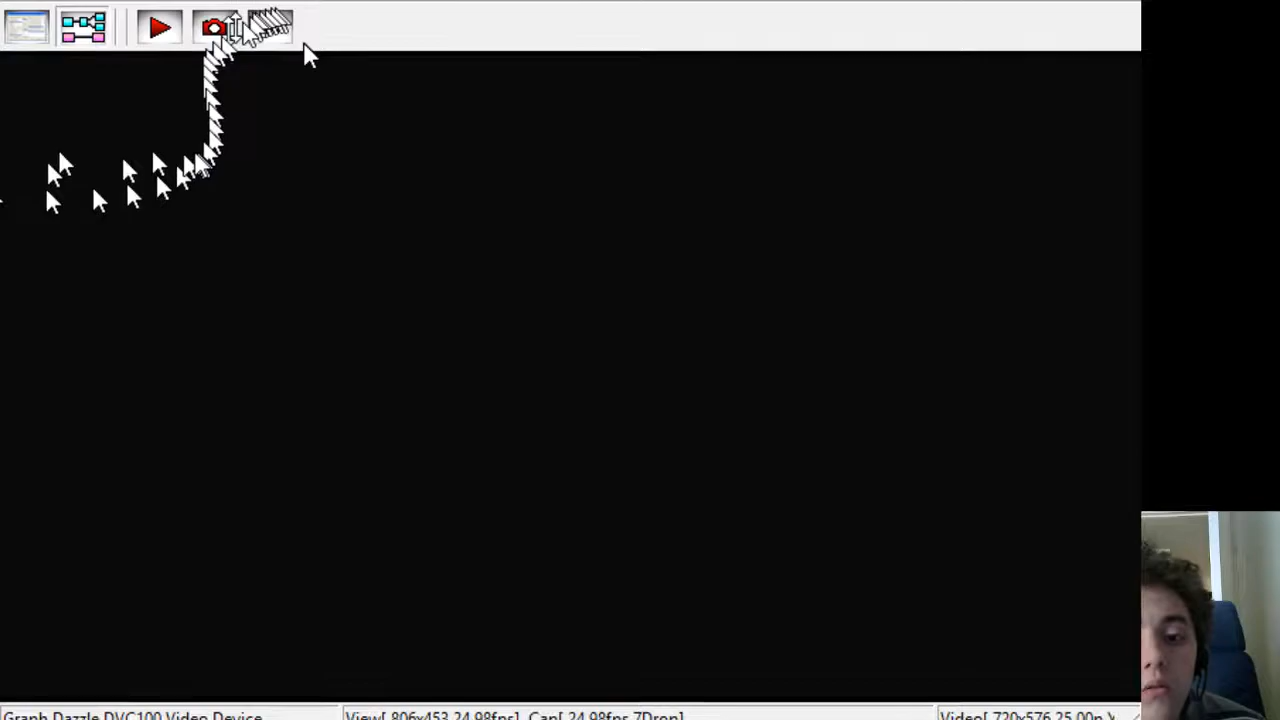 Graph Dazzle DVC100 Video Device
View[ 806x453 24.98fps] Cap[ 24.98fps 7Drop]
Video[ 720x576 25.00p